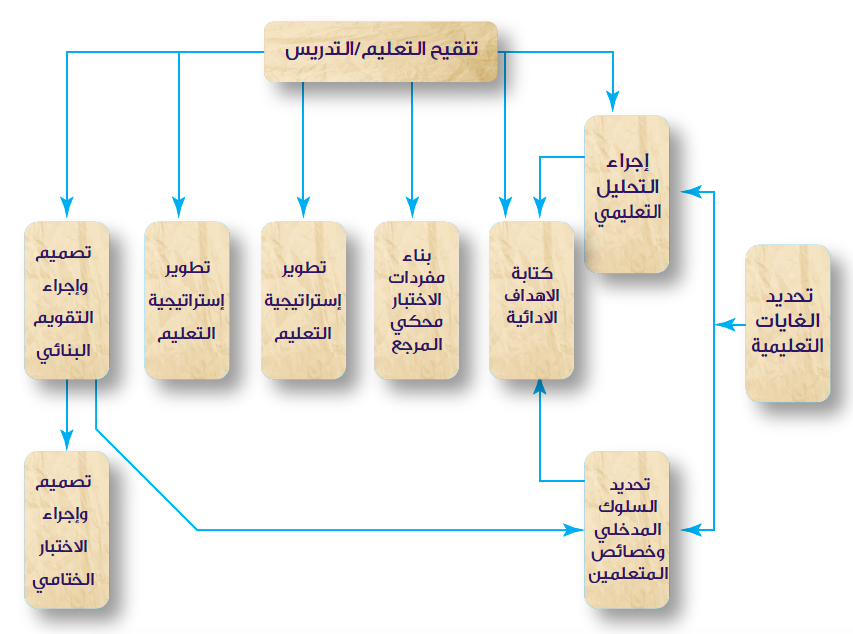 تنقيح التعليم/التدريس
إجراء
التحليل
التعليمي
تحديد
الغايات
التعليمية
كتابة
الاهداف
الادائية
بناء
مفردات
الاختبار
محكي
المرجع
تطوير
إستراتيجية
التعليم
تطوير
إستراتيجية
التعليم
تصميم
وإجراء
التقويم
البنائي
تحديد
السلوك
المدخلي
وخصائص
المتعلمين
تصميم
وإجراء
الاختبار
الختامي